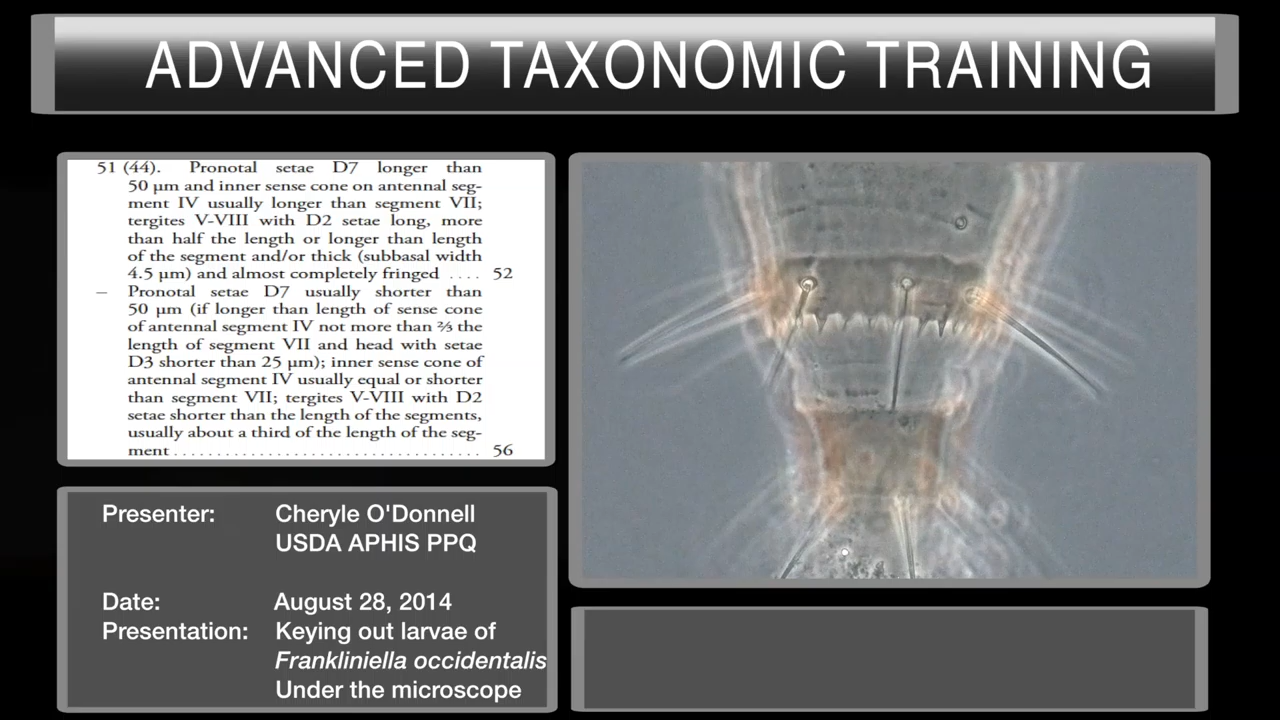 ADVANCED TAXONOMIC TRAINING
51 (44). Pronotal setae D7 longer than
50 µm and inner sense cone on antennal seg-
ment IV usually longer than segment VII;
tergites V-VIII with D2 setae long, more
than half the length or longer than length
of the segment and/or thick (subbasal width
4.5 µm) and almost completely fringed .... 52
– Pronotal setae D7 usually shorter than
50 µm (if longer than length of sense cone
of antennal segment IV not more than ⅔ the
length of segment VII and head with setae
D3 shorter than 25 µm); inner sense cone of
antennal segment IV usually equal or shorter
than segment VII; tergites V-VIII with D2
setae shorter than the length of the segments,
usually about a third of the length of the seg-
ment ................................... 56
Presenter: Cheryle O'Donnell
USDA APHIS PPQ
Date: August 28, 2014
Presentation: Keying out larvae of
Frankliniella occidentalis
Under the microscope